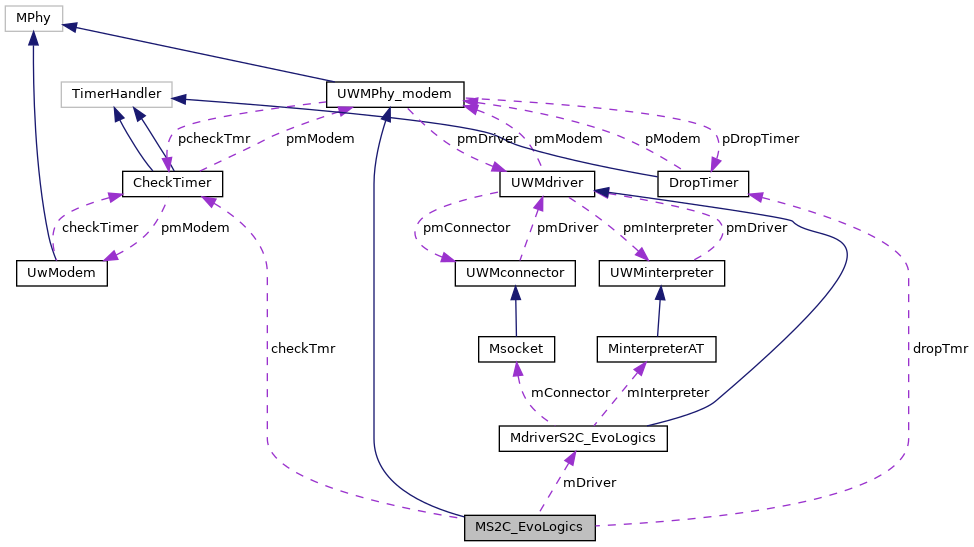 MPhy
TimerHandler
UWMPhy_modem
pcheckTmr
pmModem
pmDriver
pmModem
pModem
pDropTimer
CheckTimer
UWMdriver
DropTimer
checkTimer
pmModem
pmConnector
pmDriver
pmInterpreter
pmDriver
UwModem
UWMconnector
UWMinterpreter
checkTmr
Msocket
MinterpreterAT
dropTmr
mConnector
mInterpreter
MdriverS2C_EvoLogics
mDriver
MS2C_EvoLogics